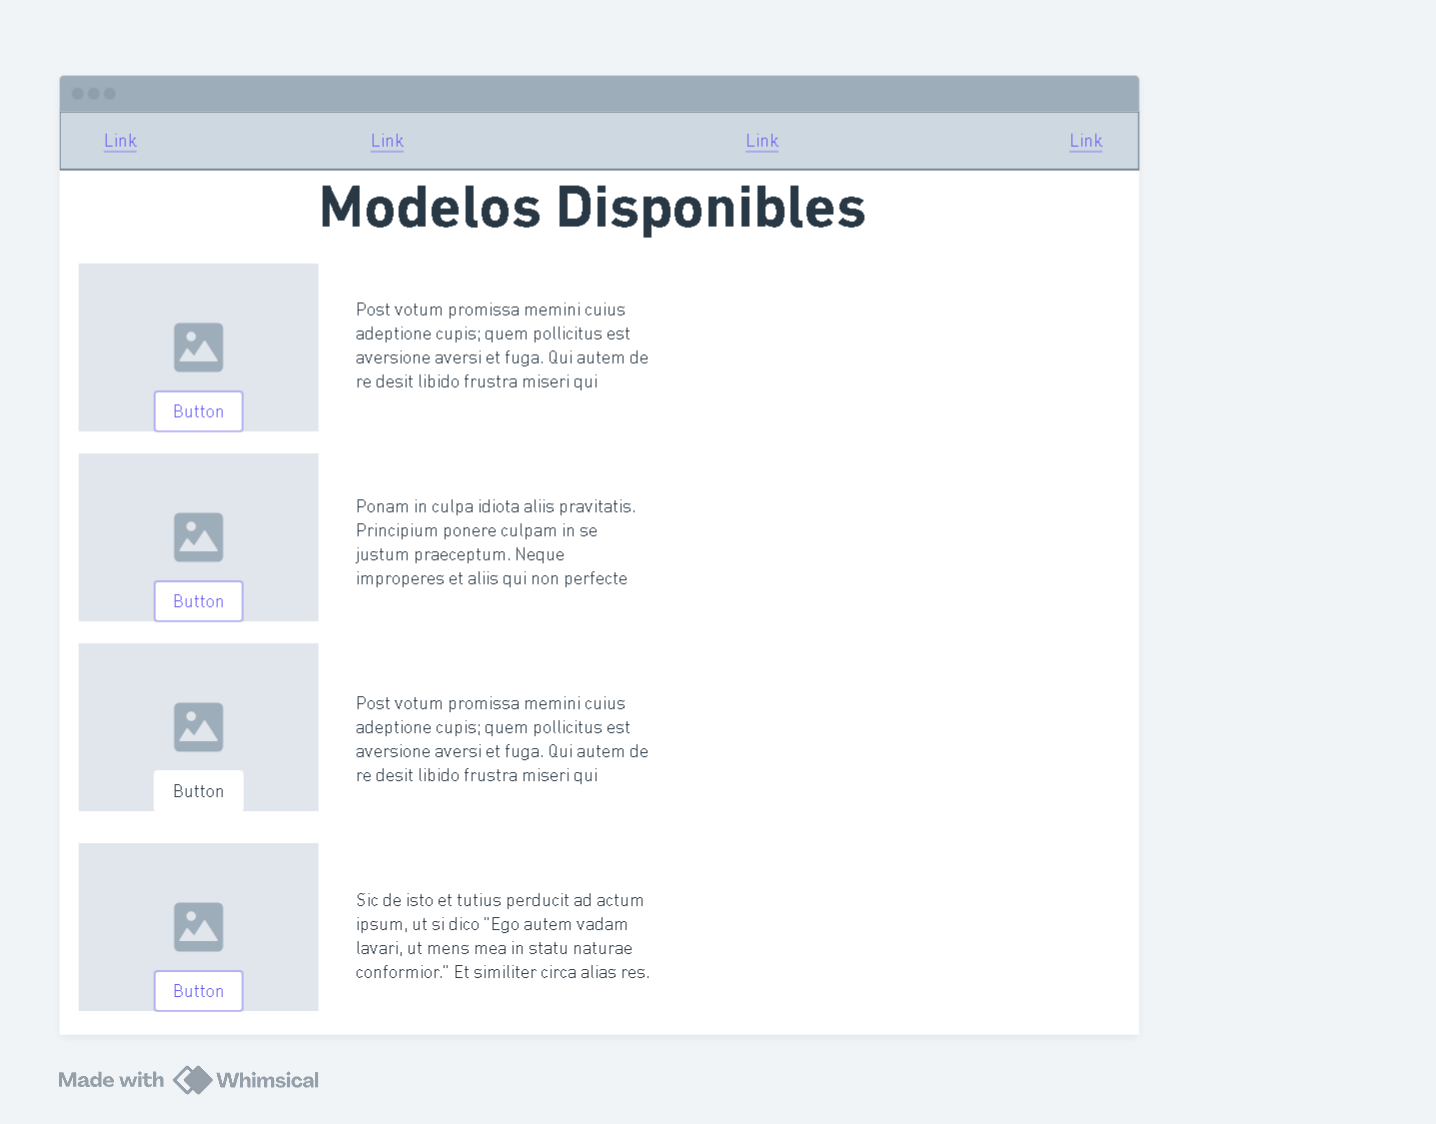 Link Link Link Link
Modelos Disponibles
Post votum promissa memini cuius
adeptione cupis; quem pollicitus est
aversione aversi et fuga. Qui autem de
re desit libido frustra miseri qui
Button
Ponam in culpa idiota aliis pravitatis.
Principium ponere culpam in se
justum praeceptum. Neque
improperes et aliis qui non perfecte
Button
Post votum promissa memini cuius
adeptione cupis; quem pollicitus est
aversione aversi et fuga. Qui autem de
re desit libido frustra miseri qui
Button
Sic de isto et tutius perducit ad actum
ipsum, ut si dico "Ego autem vadam
lavari, ut mens mea in statu naturae
conformior." Et similiter circa alias res.
Button
Made with Whimsical